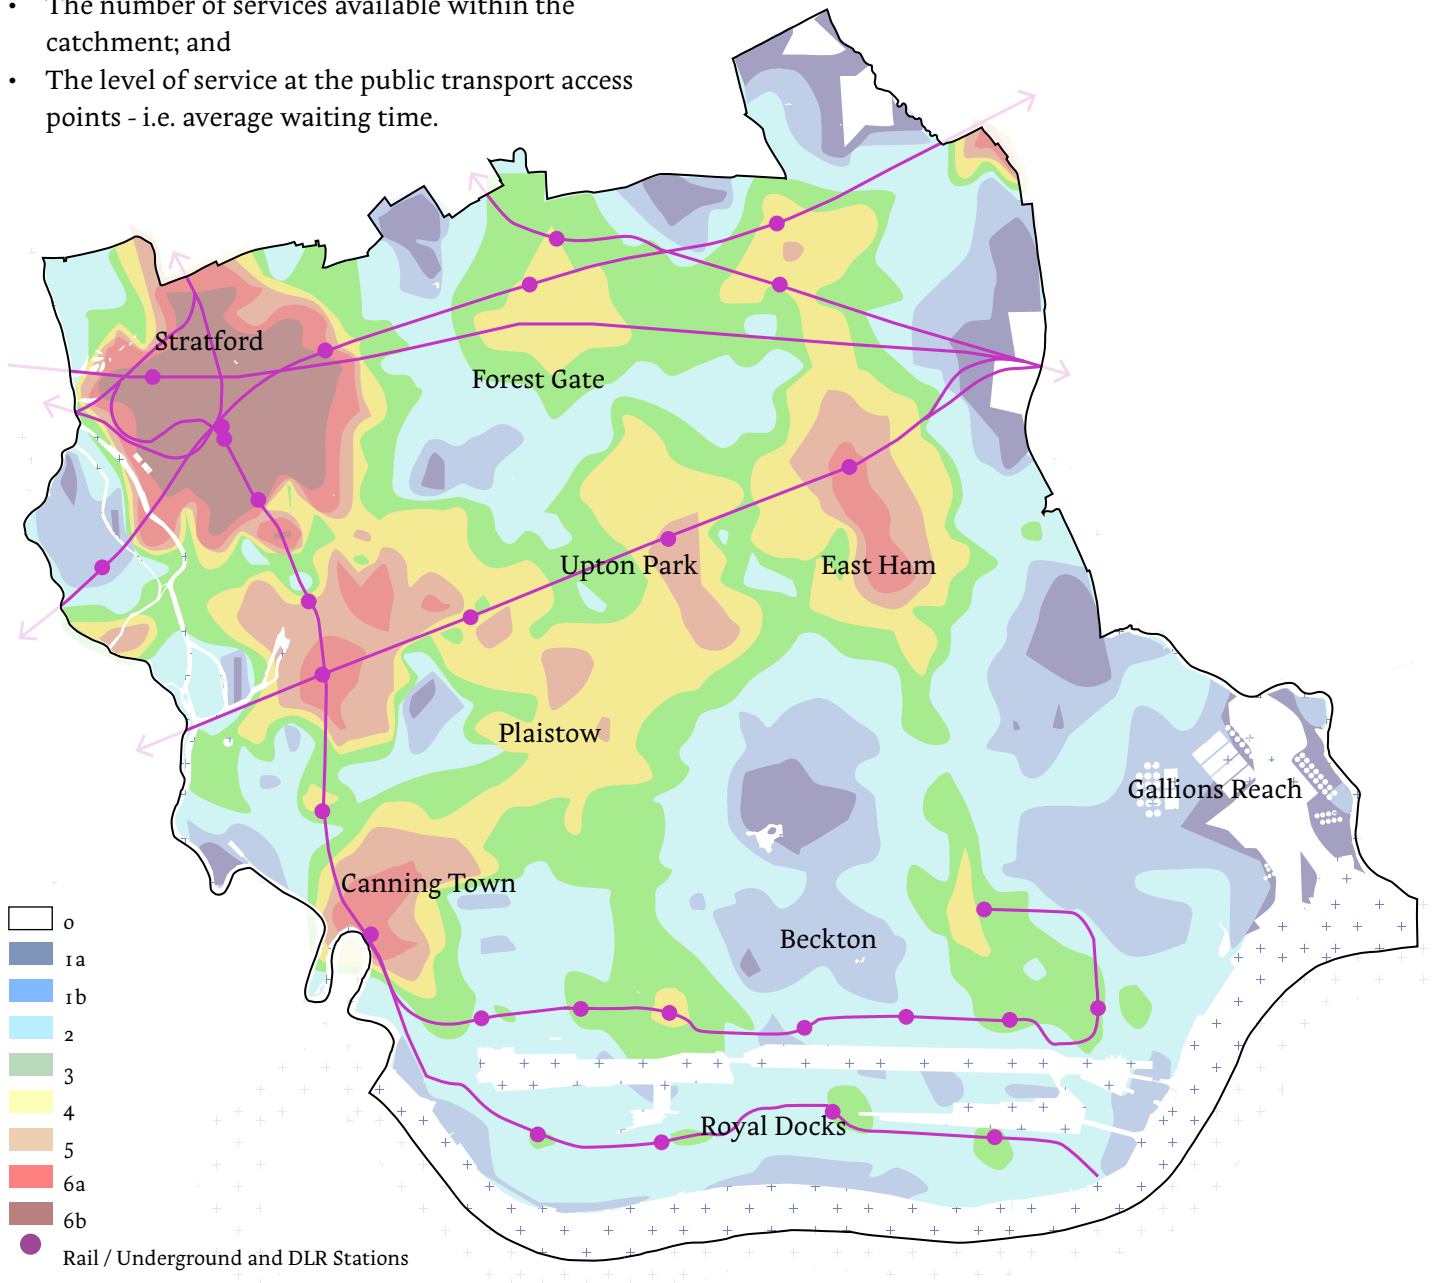 • The number of services available within the
catchment; and
• The level of service at the public transport access
points - i.e. average waiting time.
Stratford
Forest Gate
Upton Park
East Ham
Plaistow
Gallions Reach
Canning Town
Beckton
Royal Docks
0
1a
1b
2
3
4
5
6a
6b
Rail / Underground and DLR Stations